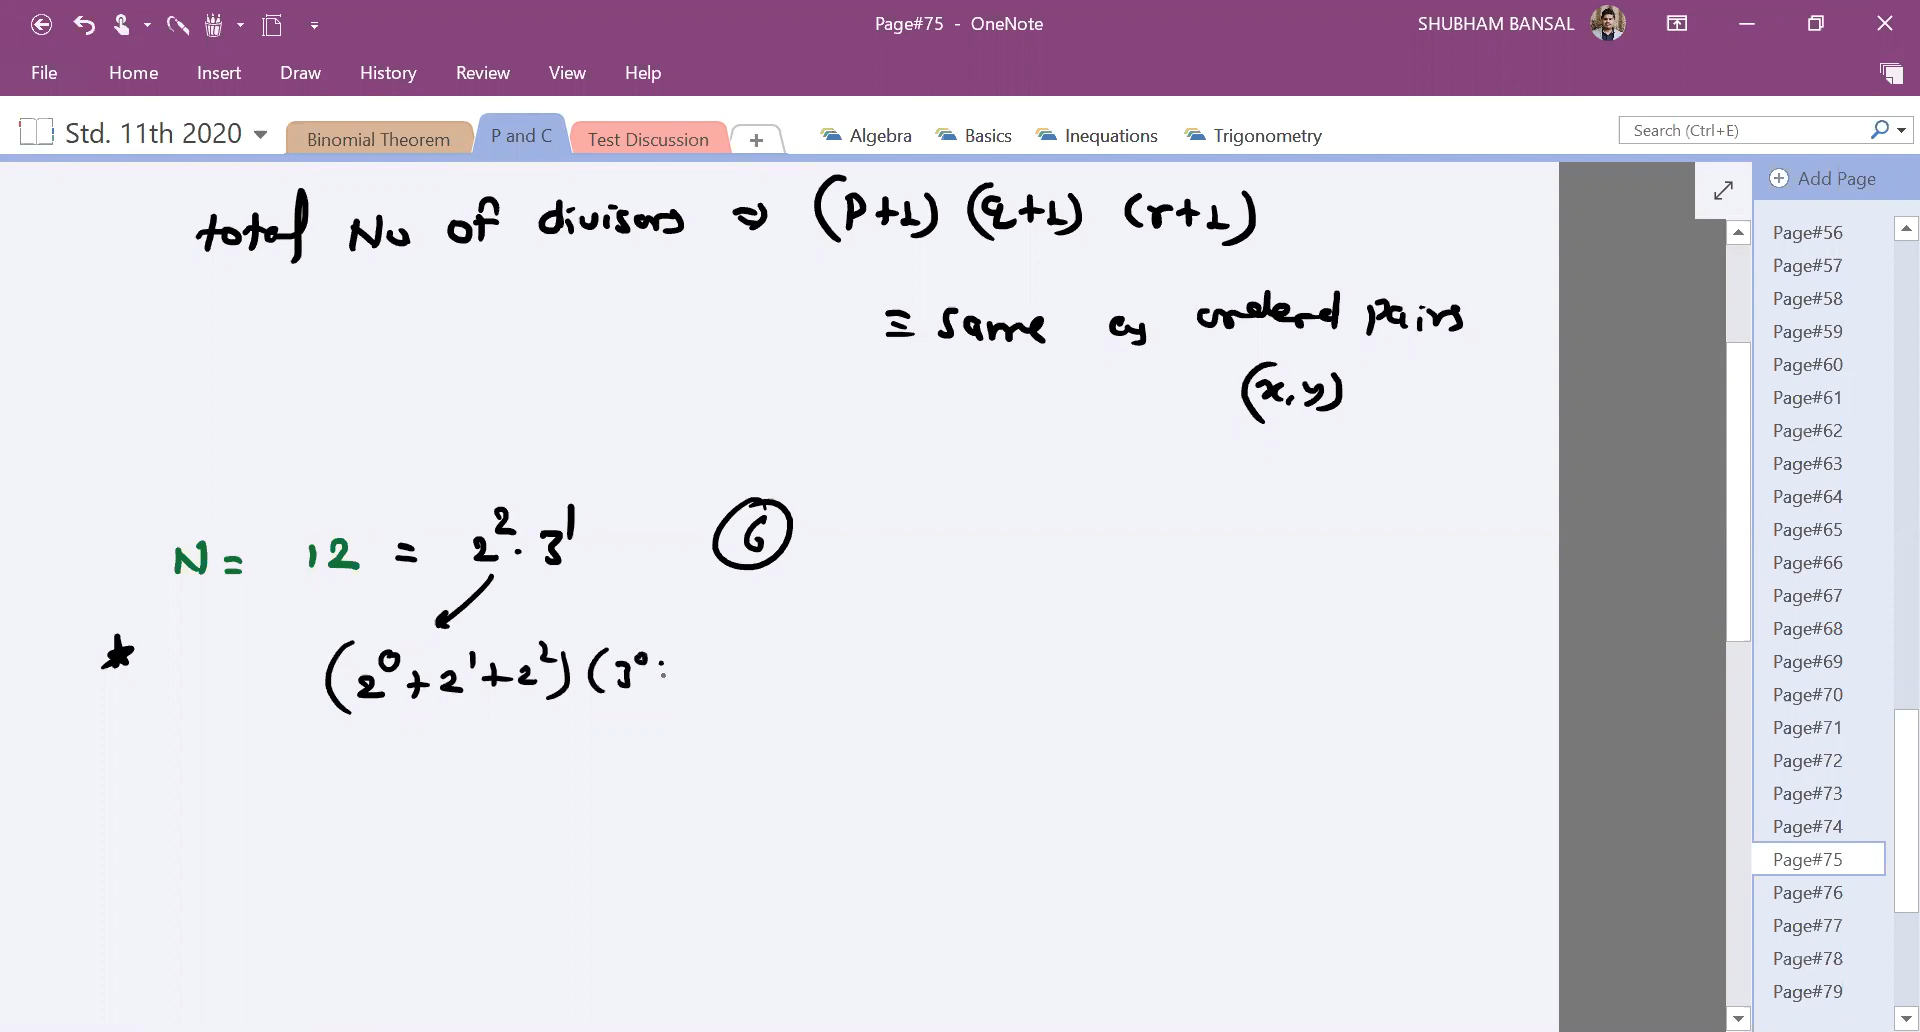 Page#75 - OneNote
SHUBHAM BANSAL
File Home Insert Draw History Review View Help
Std. 11th 2020 Binomial Theorem P and C Test Discussion + Algebra Basics Inequations Trigonometry
Search (Ctrl+E)
Add Page
total No of divisors ⇒ (P+1) (q+1) (r+1)
≡ same as ordered pairs
(x,y)
N = 12 = 2² · 3¹ 6
(2⁰+2¹+2²) (3⁰
Page#56
Page#57
Page#58
Page#59
Page#60
Page#61
Page#62
Page#63
Page#64
Page#65
Page#66
Page#67
Page#68
Page#69
Page#70
Page#71
Page#72
Page#73
Page#74
Page#75
Page#76
Page#77
Page#78
Page#79